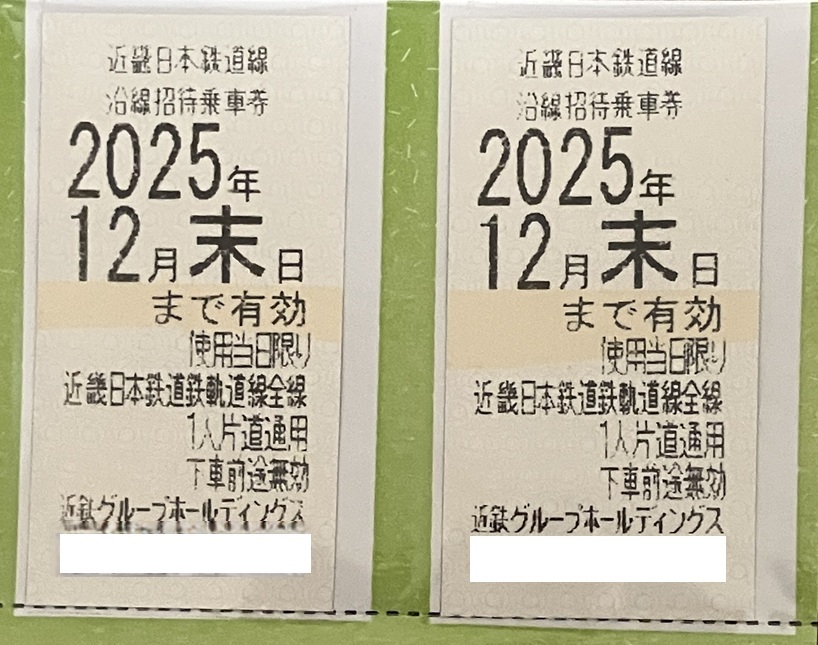 近畿日本鉄道線
沿線招待乗車券
2025年
12月末日
まで有効
使用当日限り
近畿日本鉄道鉄軌道線全線
1人片道通用
下車前途無効
近鉄グループホールディングス
近畿日本鉄道線
沿線招待乗車券
2025年
12月末日
まで有効
使用当日限り
近畿日本鉄道鉄軌道線全線
1人片道通用
下車前途無効
近鉄グループホールディングス